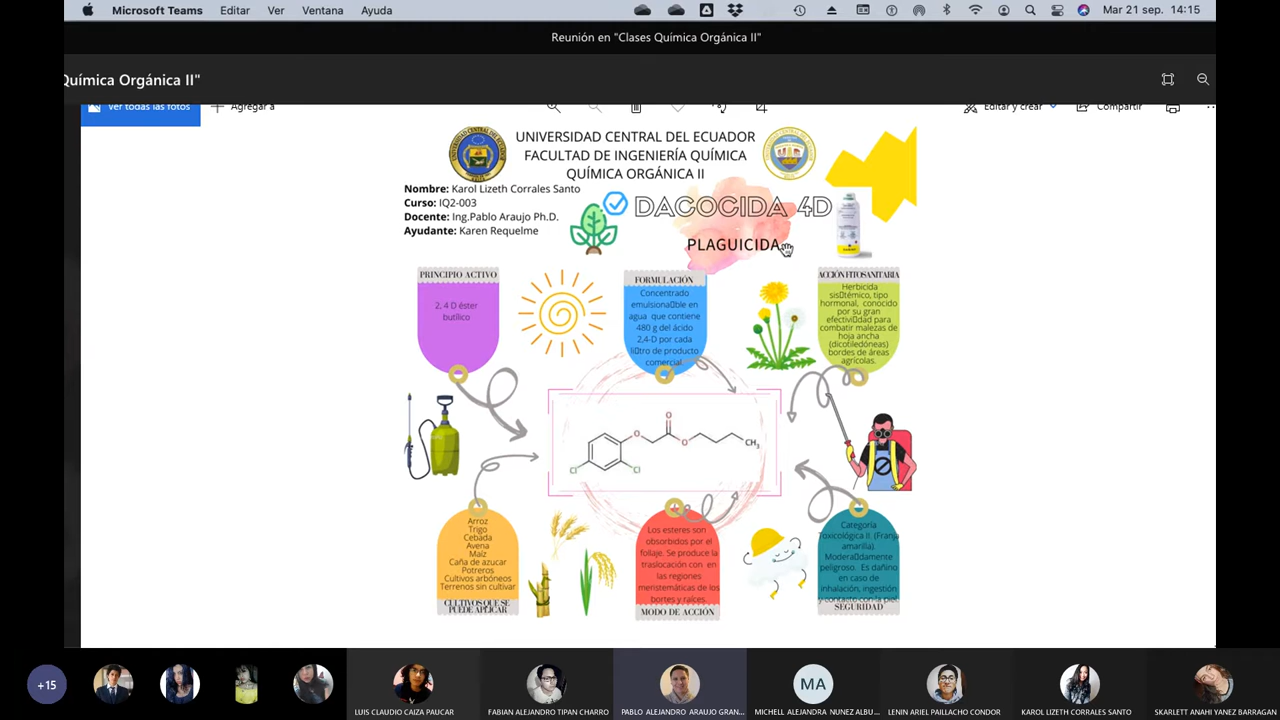 Microsoft Teams Editar Ver Ventana Ayuda Mar 21 sep. 14:15
Reunión en "Clases Química Orgánica II"
Química Orgánica II"
Ver todas las fotos Agregar a Editar y crear Compartir
UNIVERSIDAD CENTRAL DEL ECUADOR
FACULTAD DE INGENIERÍA QUÍMICA
QUÍMICA ORGÁNICA II
Nombre: Karol Lizeth Corrales Santo
Curso: IQ2-003
Docente: Ing.Pablo Araujo Ph.D.
Ayudante: Karen Requelme
DACOCIDA 4D
PLAGUICIDA
PRINCIPIO ACTIVO
2, 4 D éster
butílico
FORMULACIÓN
Concentrado
emulsionable en
agua que contiene
480 g del ácido
2,4-D por cada
litro de producto
comercial.
ACCION FITOSANITARIA
Herbicida
sistémico, tipo
hormonal, conocido
por su gran
efectividad para
combatir malezas de
hoja ancha
(dicotiledóneas)
bordes de áreas
agrícolas.
O
O
O
CH3
Cl
Cl
Arroz
Trigo
Cebada
Avena
Maíz
Caña de azucar
Potreros
Cultivos arbóneos
Terrenos sin cultivar
CULTIVOS QUE SE
PUEDE APLICAR
Los esteres son
absorbidos por el
follaje. Se produce la
traslocación con en
las regiones
meristemáticas de los
bortes y raíces.
MODO DE ACCIÓN
Categoría
Toxicológica II (Franja
amarilla).
Moderadamente
peligroso. Es dañino
en caso de
inhalación, ingestión
y contacto con la piel
SEGURIDAD
+15
LUIS CLAUDIO CAIZA PAUCAR
FABIAN ALEJANDRO TIPAN CHARRO
PABLO ALEJANDRO ARAUJO GRAN...
MA
MICHELL ALEJANDRA NUNEZ ALBU...
LENIN ARIEL PAILLACHO CONDOR
KAROL LIZETH CORRALES SANTO
SKARLETT ANAHI YANEZ BARRAGAN